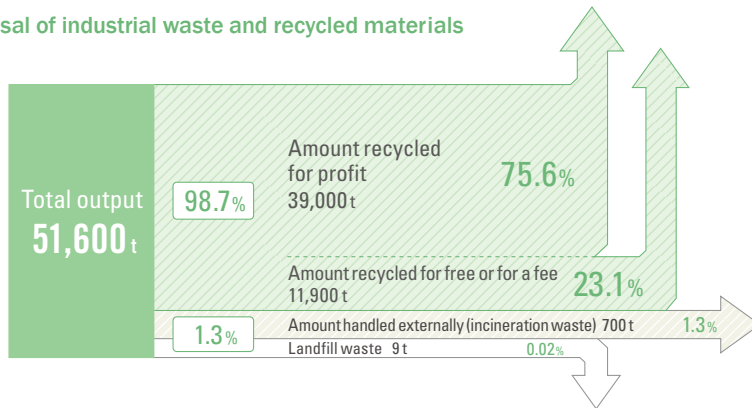 sal of industrial waste and recycled materials
Total output
51,600 t
98.7%
Amount recycled
for profit
39,000 t
75.6%
Amount recycled for free or for a fee
11,900 t
23.1%
1.3%
Amount handled externally (incineration waste) 700 t 1.3%
Landfill waste 9 t 0.02%